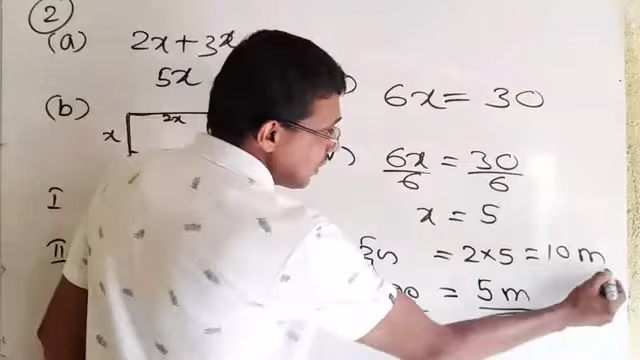 2
(a) 2x + 3x
5x
(b) 2x
x
6x = 30
6x/6 = 30/6
x = 5
I
II = 2×5 = 10 m
= 5 m